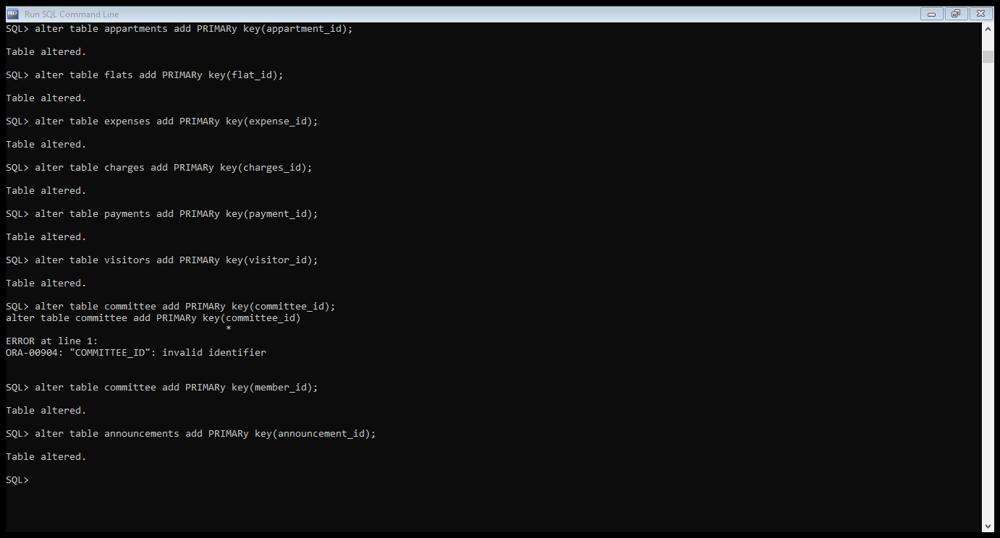 Run SQL Command Line
SQL> alter table appartments add PRIMARy key(appartment_id);
Table altered.
SQL> alter table flats add PRIMARy key(flat_id);
Table altered.
SQL> alter table expenses add PRIMARy key(expense_id);
Table altered.
SQL> alter table charges add PRIMARy key(charges_id);
Table altered.
SQL> alter table payments add PRIMARy key(payment_id);
Table altered.
SQL> alter table visitors add PRIMARy key(visitor_id);
Table altered.
SQL> alter table committee add PRIMARy key(committee_id);
alter table committee add PRIMARy key(committee_id)
*
ERROR at line 1:
ORA-00904: "COMMITTEE_ID": invalid identifier
SQL> alter table committee add PRIMARy key(member_id);
Table altered.
SQL> alter table announcements add PRIMARy key(announcement_id);
Table altered.
SQL>